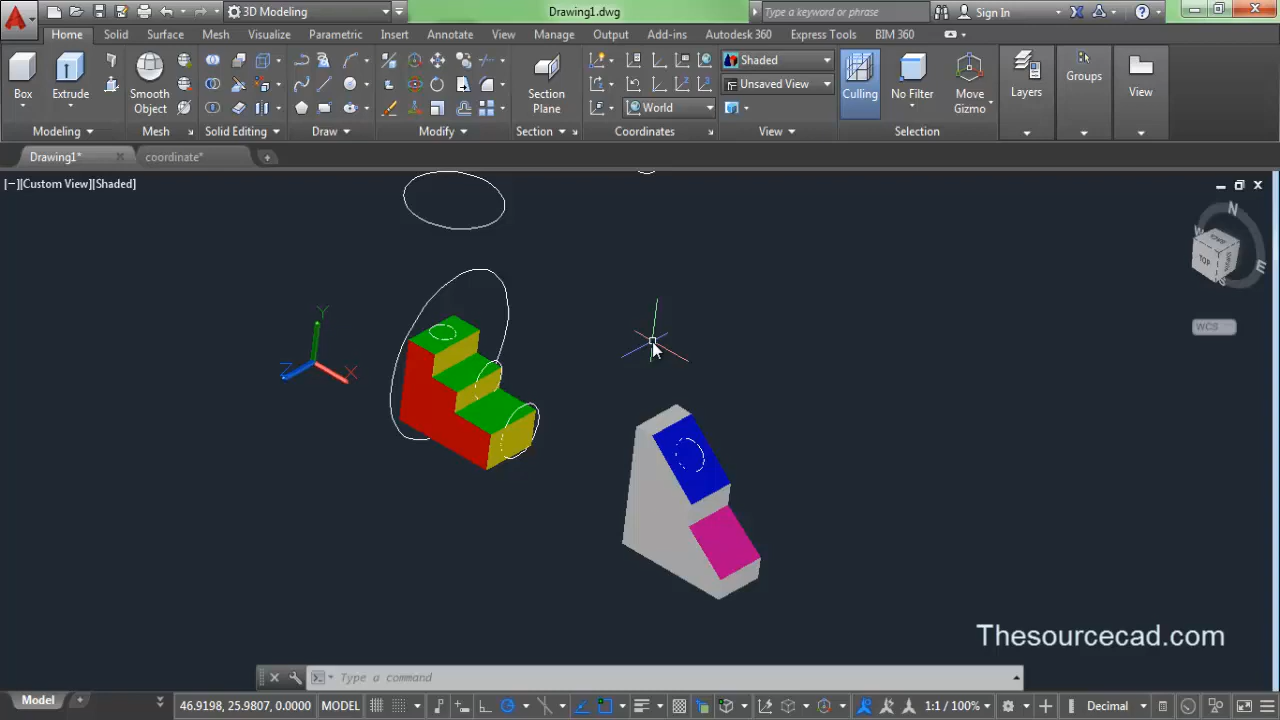 3D Modeling
Drawing1.dwg
Type a keyword or phrase
Sign In
Home Solid Surface Mesh Visualize Parametric Insert Annotate View Manage Output Add-ins Autodesk 360 Express Tools BIM 360
Box
Extrude
Smooth
Object
Section
Plane
World
Shaded
Unsaved View
Culling
No Filter
Move
Gizmo
Layers
Groups
View
Modeling Mesh Solid Editing Draw Modify Section Coordinates View Selection
Drawing1* coordinate*
[−][Custom View][Shaded]
N
W
E
S
TOP
WCS
Y
Z
X
Thesourcecad.com
Type a command
Model
46.9198, 25.9807, 0.0000 MODEL 1:1 / 100% Decimal